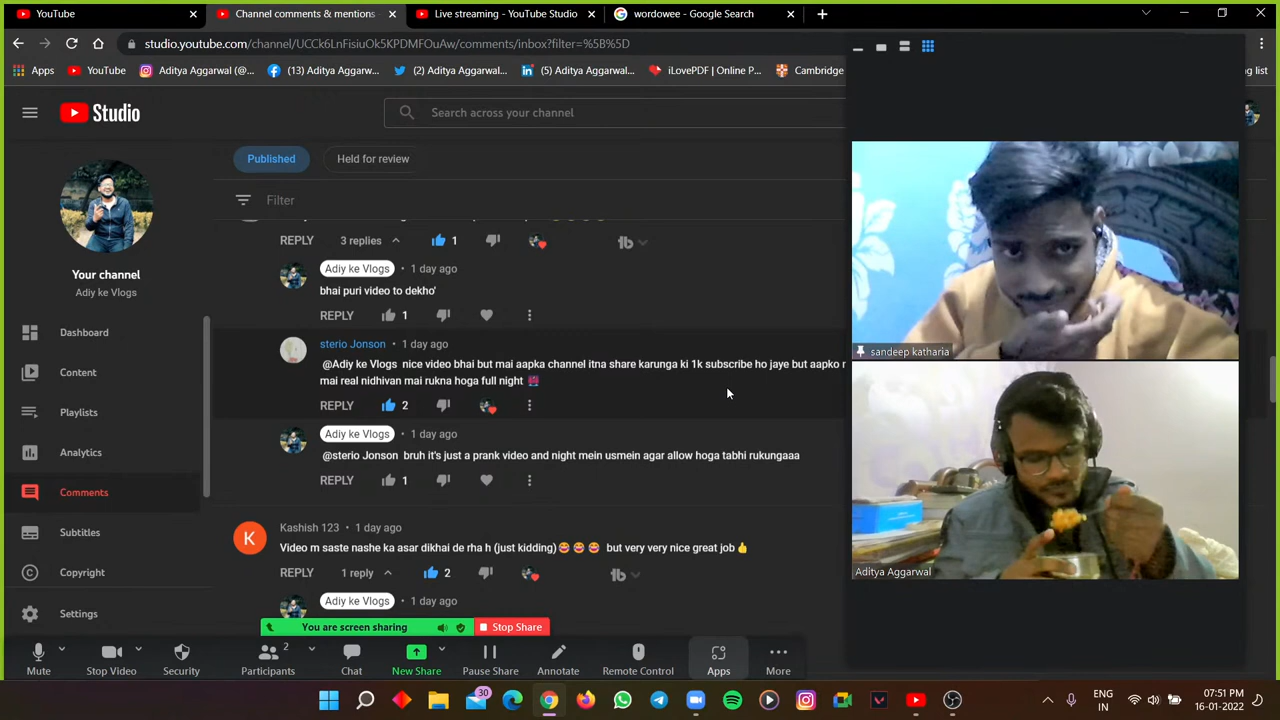 YouTube
Channel comments & mentions
Live streaming - YouTube Studio
wordowee - Google Search
studio.youtube.com/channel/UCCk6LnFisiuOk5KPDMFOuAw/comments/inbox?filter=%5B%5D
Apps
YouTube
Aditya Aggarwal (@...
(13) Aditya Aggarw...
(2) Aditya Aggarwal...
(5) Aditya Aggarwal...
iLovePDF | Online P...
Cambridge
ng list
Studio
Search across your channel
Published
Held for review
Filter
Your channel
Adiy ke Vlogs
Dashboard
Content
Playlists
Analytics
Comments
Subtitles
Copyright
Settings
REPLY 3 replies 1
Adiy ke Vlogs • 1 day ago
bhai puri video to dekho'
REPLY 1
sterio Jonson • 1 day ago
@Adiy ke Vlogs nice video bhai but mai aapka channel itna share karunga ki 1k subscribe ho jaye but aapko
mai real nidhivan mai rukna hoga full night
REPLY 2
Adiy ke Vlogs • 1 day ago
@sterio Jonson bruh it's just a prank video and night mein usmein agar allow hoga tabhi rukungaaa
REPLY 1
K
Kashish 123 • 1 day ago
Video m saste nashe ka asar dikhai de rha h (just kidding)😂😂😂 but very very nice great job👍
REPLY 1 reply 2
Adiy ke Vlogs • 1 day ago
sandeep katharia
Aditya Aggarwal
You are screen sharing
Stop Share
Mute
Stop Video
Security
2
Participants
Chat
New Share
Pause Share
Annotate
Remote Control
Apps
More
30
ENG
IN
07:51 PM
16-01-2022